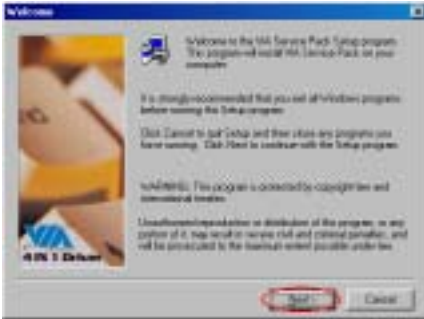 Welcome
Welcome to the VIA Service Pack Setup program.
This program will install VIA Service Pack on your
computer.
It is strongly recommended that you exit all Windows programs
before running this Setup program.
Click Cancel to quit Setup and then close any programs you
have running. Click Next to continue with the Setup program.
WARNING: This program is protected by copyright law and
international treaties.
Unauthorized reproduction or distribution of this program, or any
portion of it, may result in severe civil and criminal penalties, and
will be prosecuted to the maximum extent possible under law.
VIA
4 IN 1 Driver
Next
Cancel